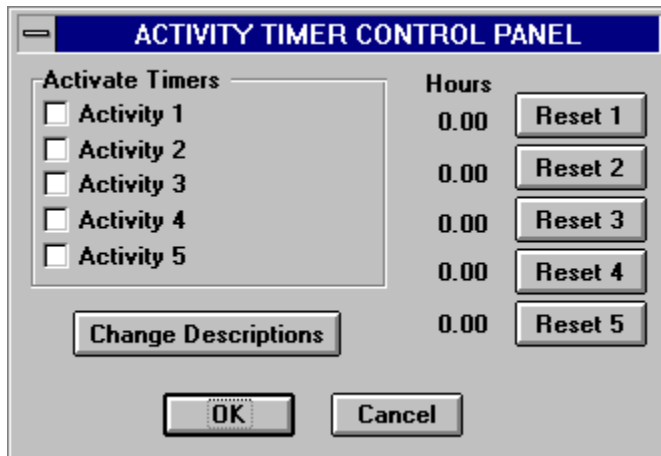 ACTIVITY TIMER CONTROL PANEL
Activate Timers
Hours
Activity 1
0.00
Reset 1
Activity 2
0.00
Reset 2
Activity 3
0.00
Reset 3
Activity 4
0.00
Reset 4
Activity 5
0.00
Reset 5
Change Descriptions
OK
Cancel